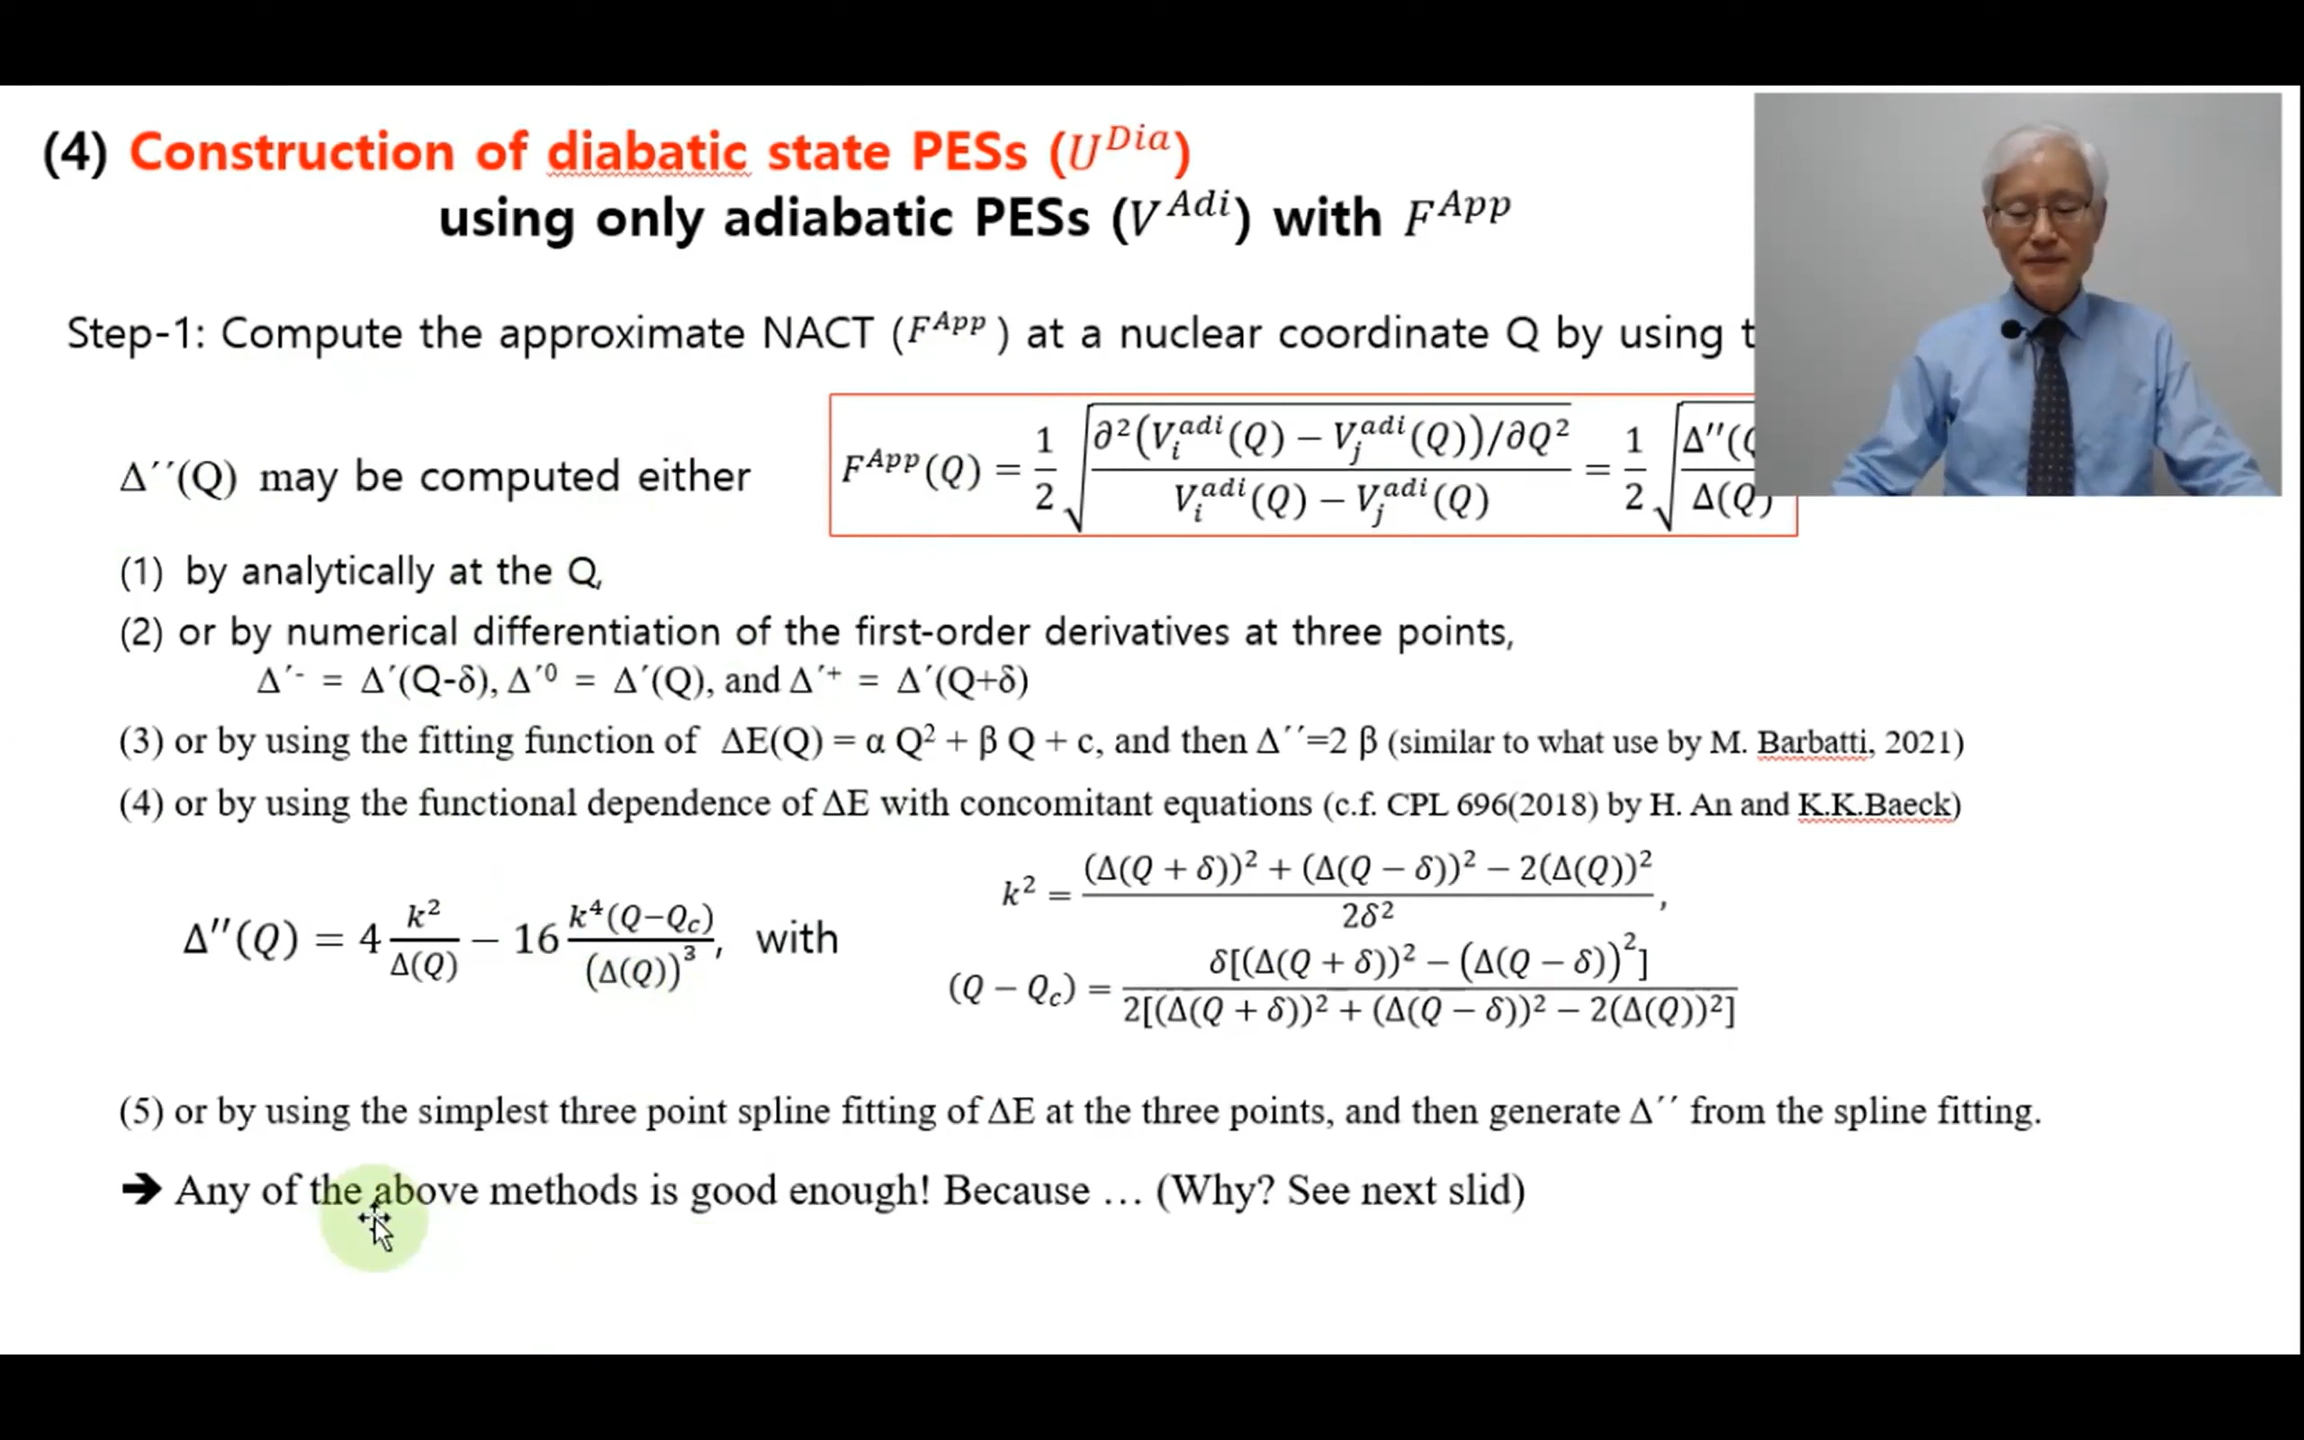 (4) Construction of diabatic state PESs (U^Dia)
using only adiabatic PESs (V^Adi) with F^App
Step-1: Compute the approximate NACT (F^App) at a nuclear coordinate Q by using
Δ´´(Q) may be computed either
F^App(Q) = 1/2 √(∂²(V_i^adi(Q) − V_j^adi(Q))/∂Q² / V_i^adi(Q) − V_j^adi(Q)) = 1/2 √(Δ′′( / Δ(Q)
(1) by analytically at the Q,
(2) or by numerical differentiation of the first-order derivatives at three points,
Δ´⁻ = Δ´(Q-δ), Δ´⁰ = Δ´(Q), and Δ´⁺ = Δ´(Q+δ)
(3) or by using the fitting function of ΔE(Q) = α Q² + β Q + c, and then Δ´´=2 β (similar to what use by M. Barbatti, 2021)
(4) or by using the functional dependence of ΔE with concomitant equations (c.f. CPL 696(2018) by H. An and K.K.Baeck)
Δ′′(Q) = 4 k²/Δ(Q) − 16 k⁴(Q−Q_c)/(Δ(Q))³, with
k² = (Δ(Q + δ))² + (Δ(Q − δ))² − 2(Δ(Q))² / 2δ²,
(Q − Q_c) = δ[(Δ(Q + δ))² − (Δ(Q − δ))²] / 2[(Δ(Q + δ))² + (Δ(Q − δ))² − 2(Δ(Q))²]
(5) or by using the simplest three point spline fitting of ΔE at the three points, and then generate Δ´´ from the spline fitting.
➔ Any of the above methods is good enough! Because … (Why? See next slid)